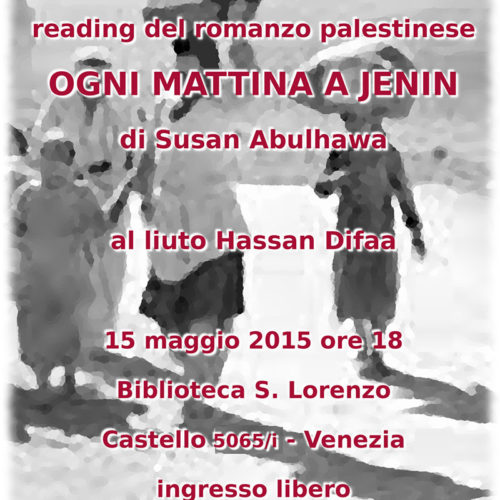 reading del romanzo palestinese
OGNI MATTINA A JENIN
di Susan Abulhawa
al liuto Hassan Difaa
15 maggio 2015 ore 18
Biblioteca S. Lorenzo
Castello 5065/i - Venezia
ingresso libero